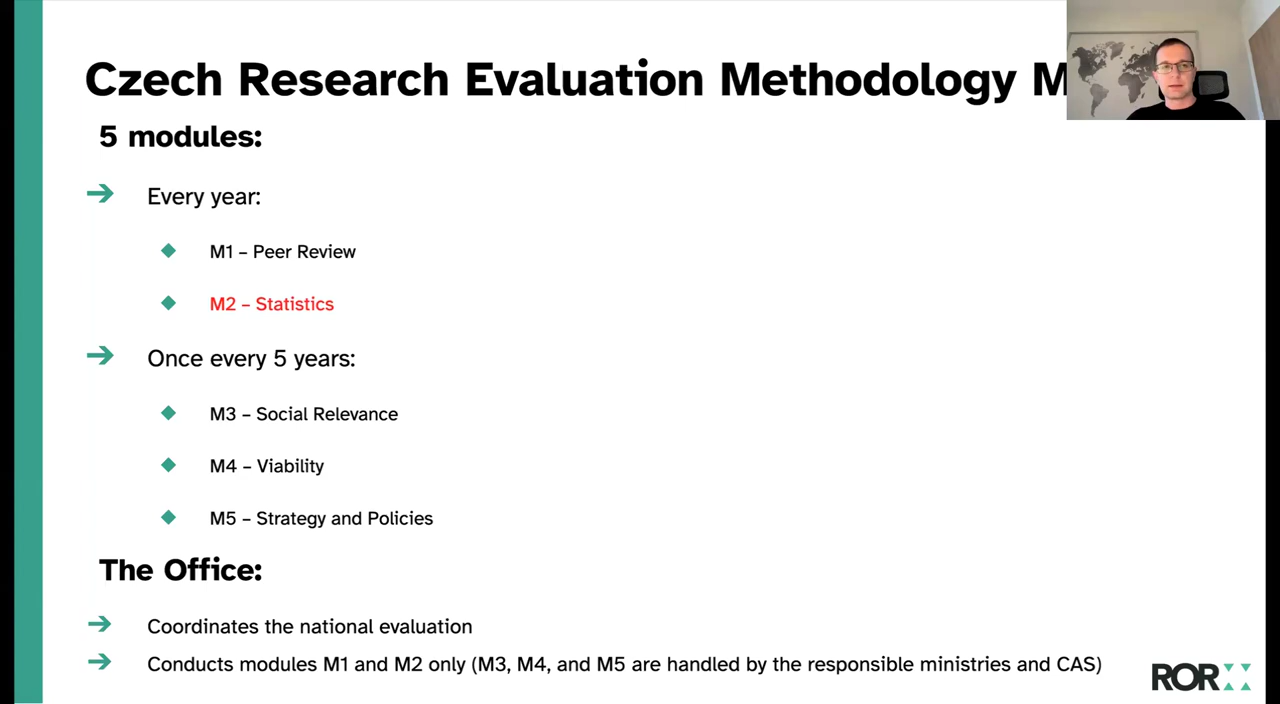 Czech Research Evaluation Methodology M
5 modules:
➔ Every year:
◆ M1 – Peer Review
◆ M2 – Statistics
➔ Once every 5 years:
◆ M3 – Social Relevance
◆ M4 – Viability
◆ M5 – Strategy and Policies
The Office:
➔ Coordinates the national evaluation
➔ Conducts modules M1 and M2 only (M3, M4, and M5 are handled by the responsible ministries and CAS)
ROR